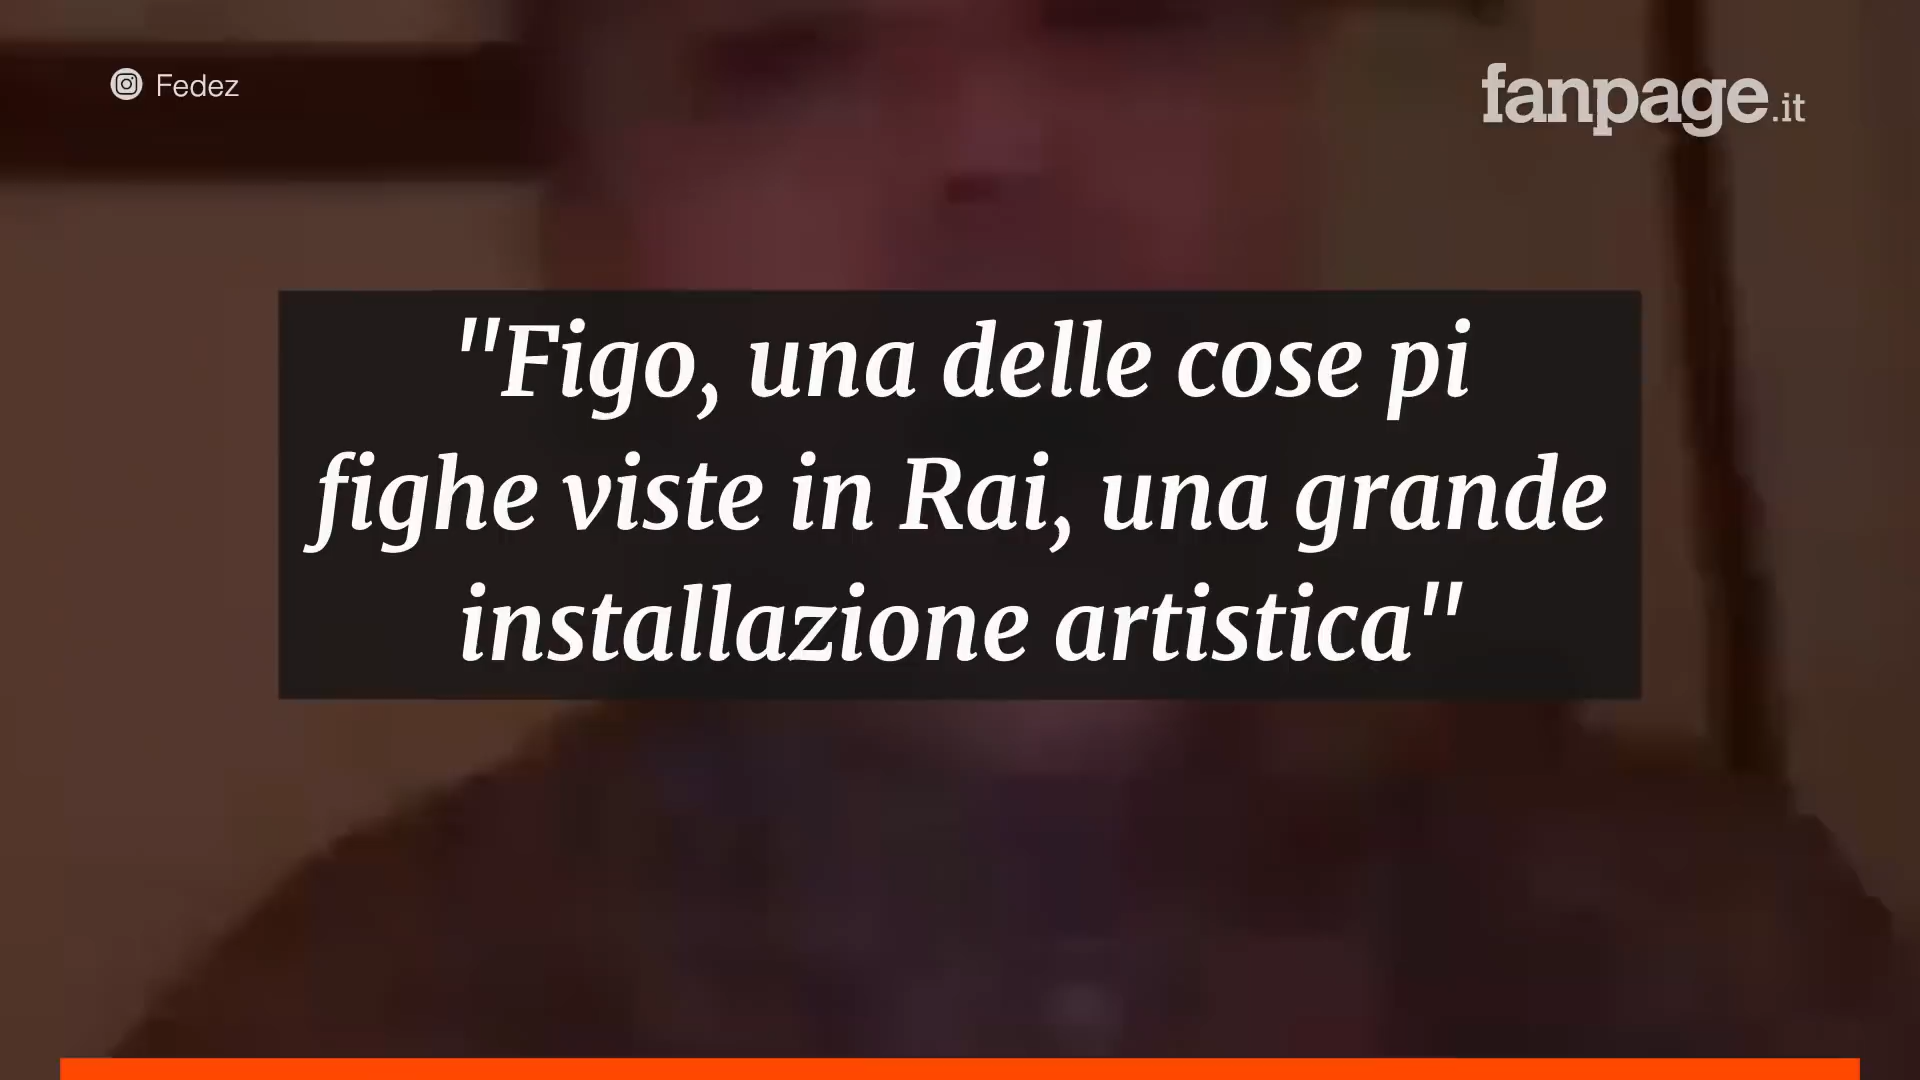 Fedez
fanpage.it
"Figo, una delle cose pi
fighe viste in Rai, una grande
installazione artistica"